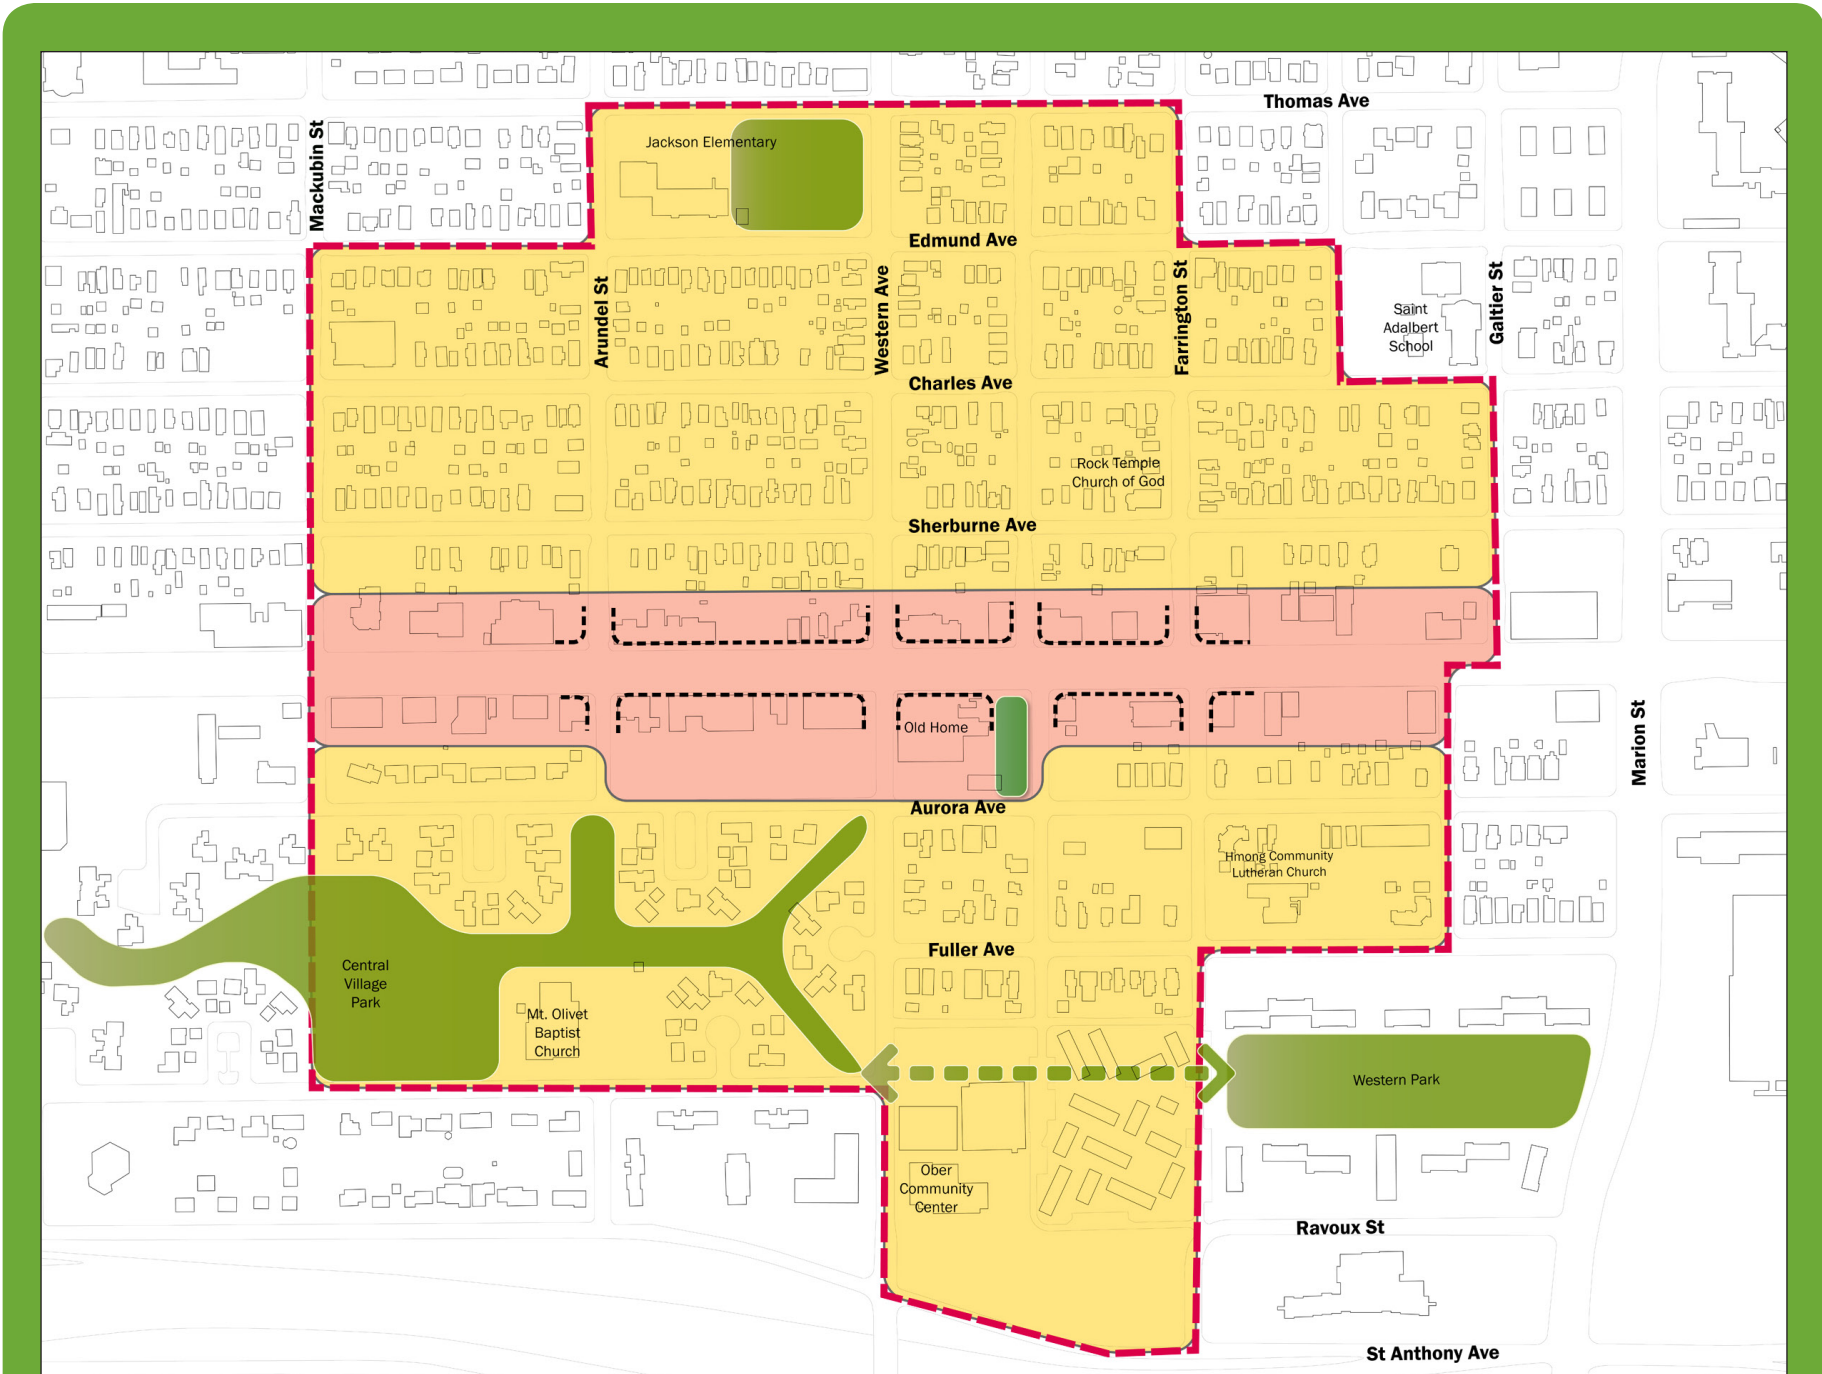 Thomas Ave
Mackubin St
Jackson Elementary
Edmund Ave
Arundel St
Western Ave
Farrington St
Galtier St
Saint
Adalbert
School
Charles Ave
Rock Temple
Church of God
Sherburne Ave
Old Home
Marion St
Aurora Ave
Hmong Community
Lutheran Church
Fuller Ave
Central
Village
Park
Mt. Olivet
Baptist
Church
Western Park
Ober
Community
Center
Ravoux St
St Anthony Ave